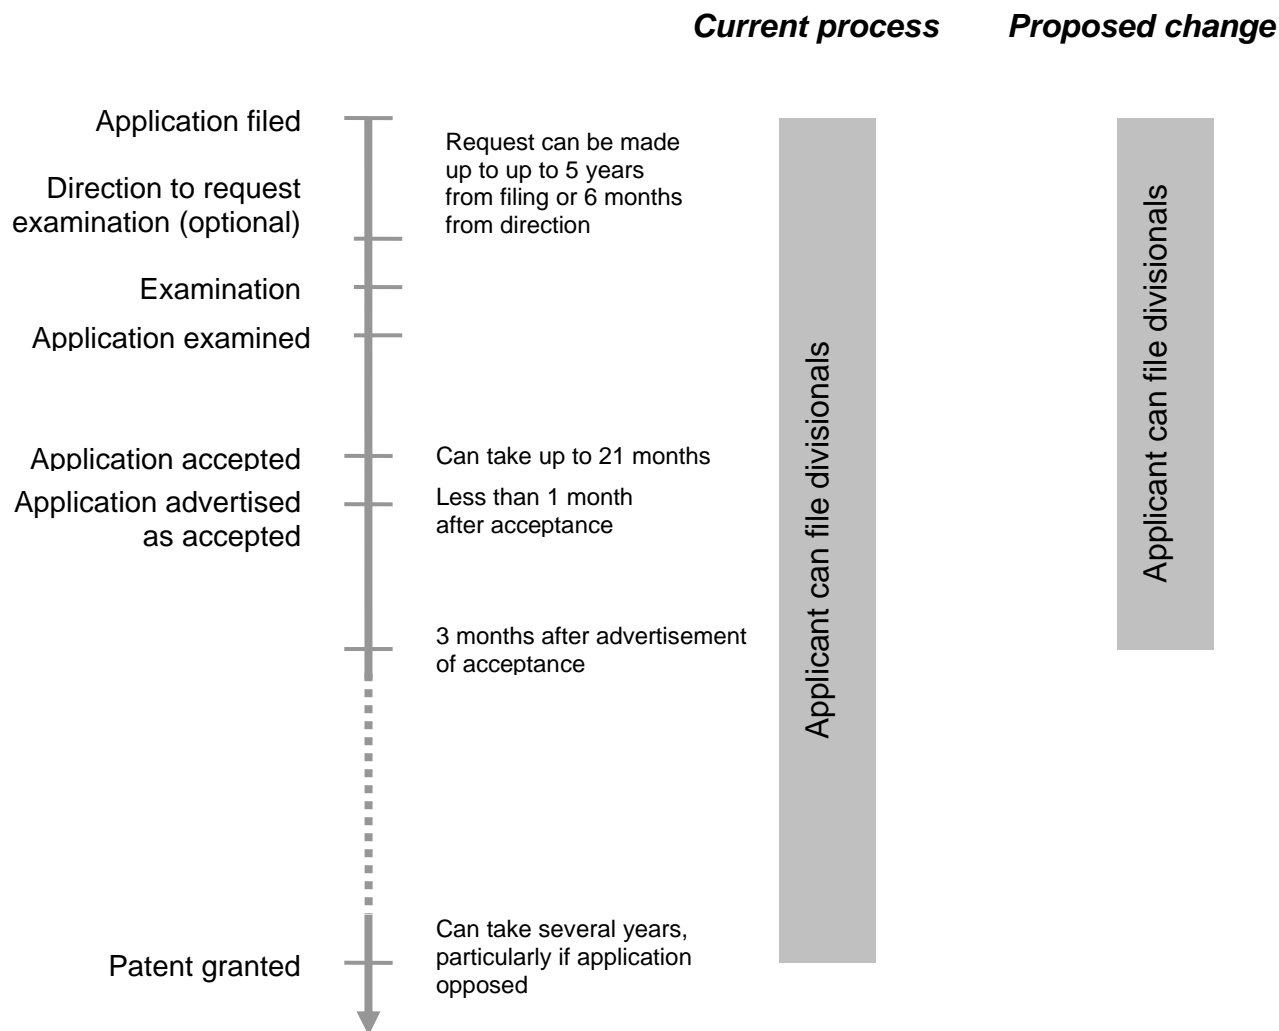 Current process
Proposed change
Application filed
Request can be made
up to up to 5 years
from filing or 6 months
from direction
Direction to request
examination (optional)
Examination
Application examined
Application accepted
Can take up to 21 months
Application advertised
as accepted
Less than 1 month
after acceptance
3 months after advertisement
of acceptance
Patent granted
Can take several years,
particularly if application
opposed
Applicant can file divisionals
Applicant can file divisionals